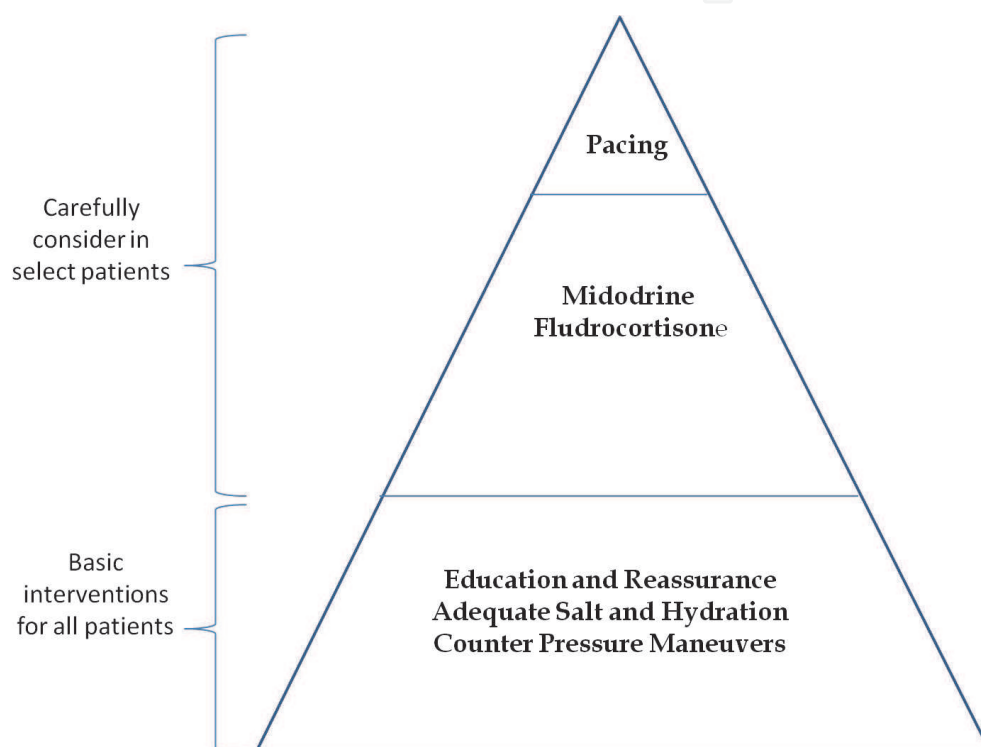 Pacing
Carefully
consider in
select patients
Midodrine
Fludrocortisone
Basic
interventions
for all patients
Education and Reassurance
Adequate Salt and Hydration
Counter Pressure Maneuvers